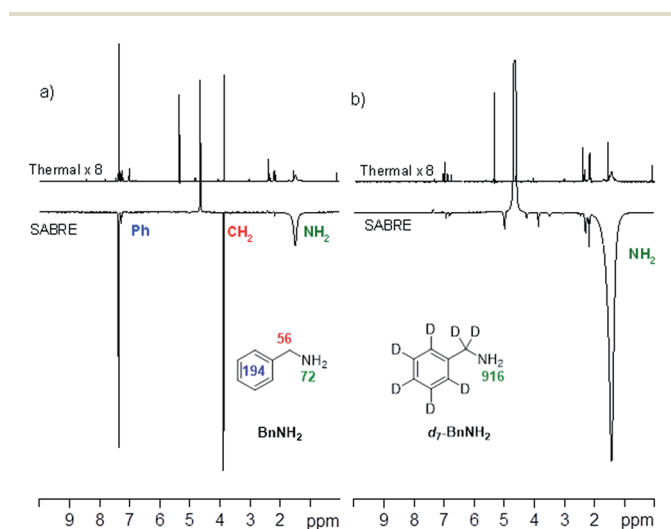 a)
Thermal x 8
SABRE
Ph
CH2
NH2
56
194
NH2
72
BnNH2
9 8 7 6 5 4 3 2 ppm
b)
Thermal x 8
SABRE
NH2
D
D D
D
NH2
916
D
D
D
d7-BnNH2
9 8 7 6 5 4 3 2 ppm